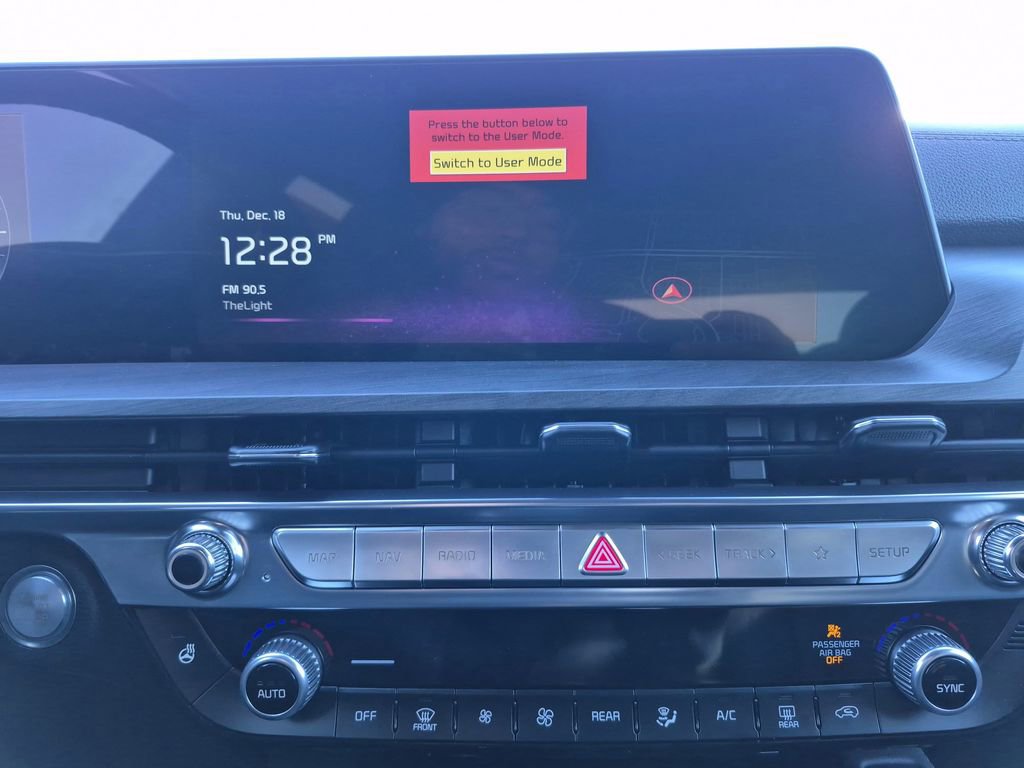 Press the button below to
switch to the User Mode.
Switch to User Mode
Thu, Dec. 18
12:28 PM
FM 90.5
TheLight
MAP
NAV
RADIO
MEDIA
< SEEK
TRACK >
SETUP
PASSENGER
AIR BAG
OFF
AUTO
SYNC
OFF
FRONT
REAR
A/C
REAR